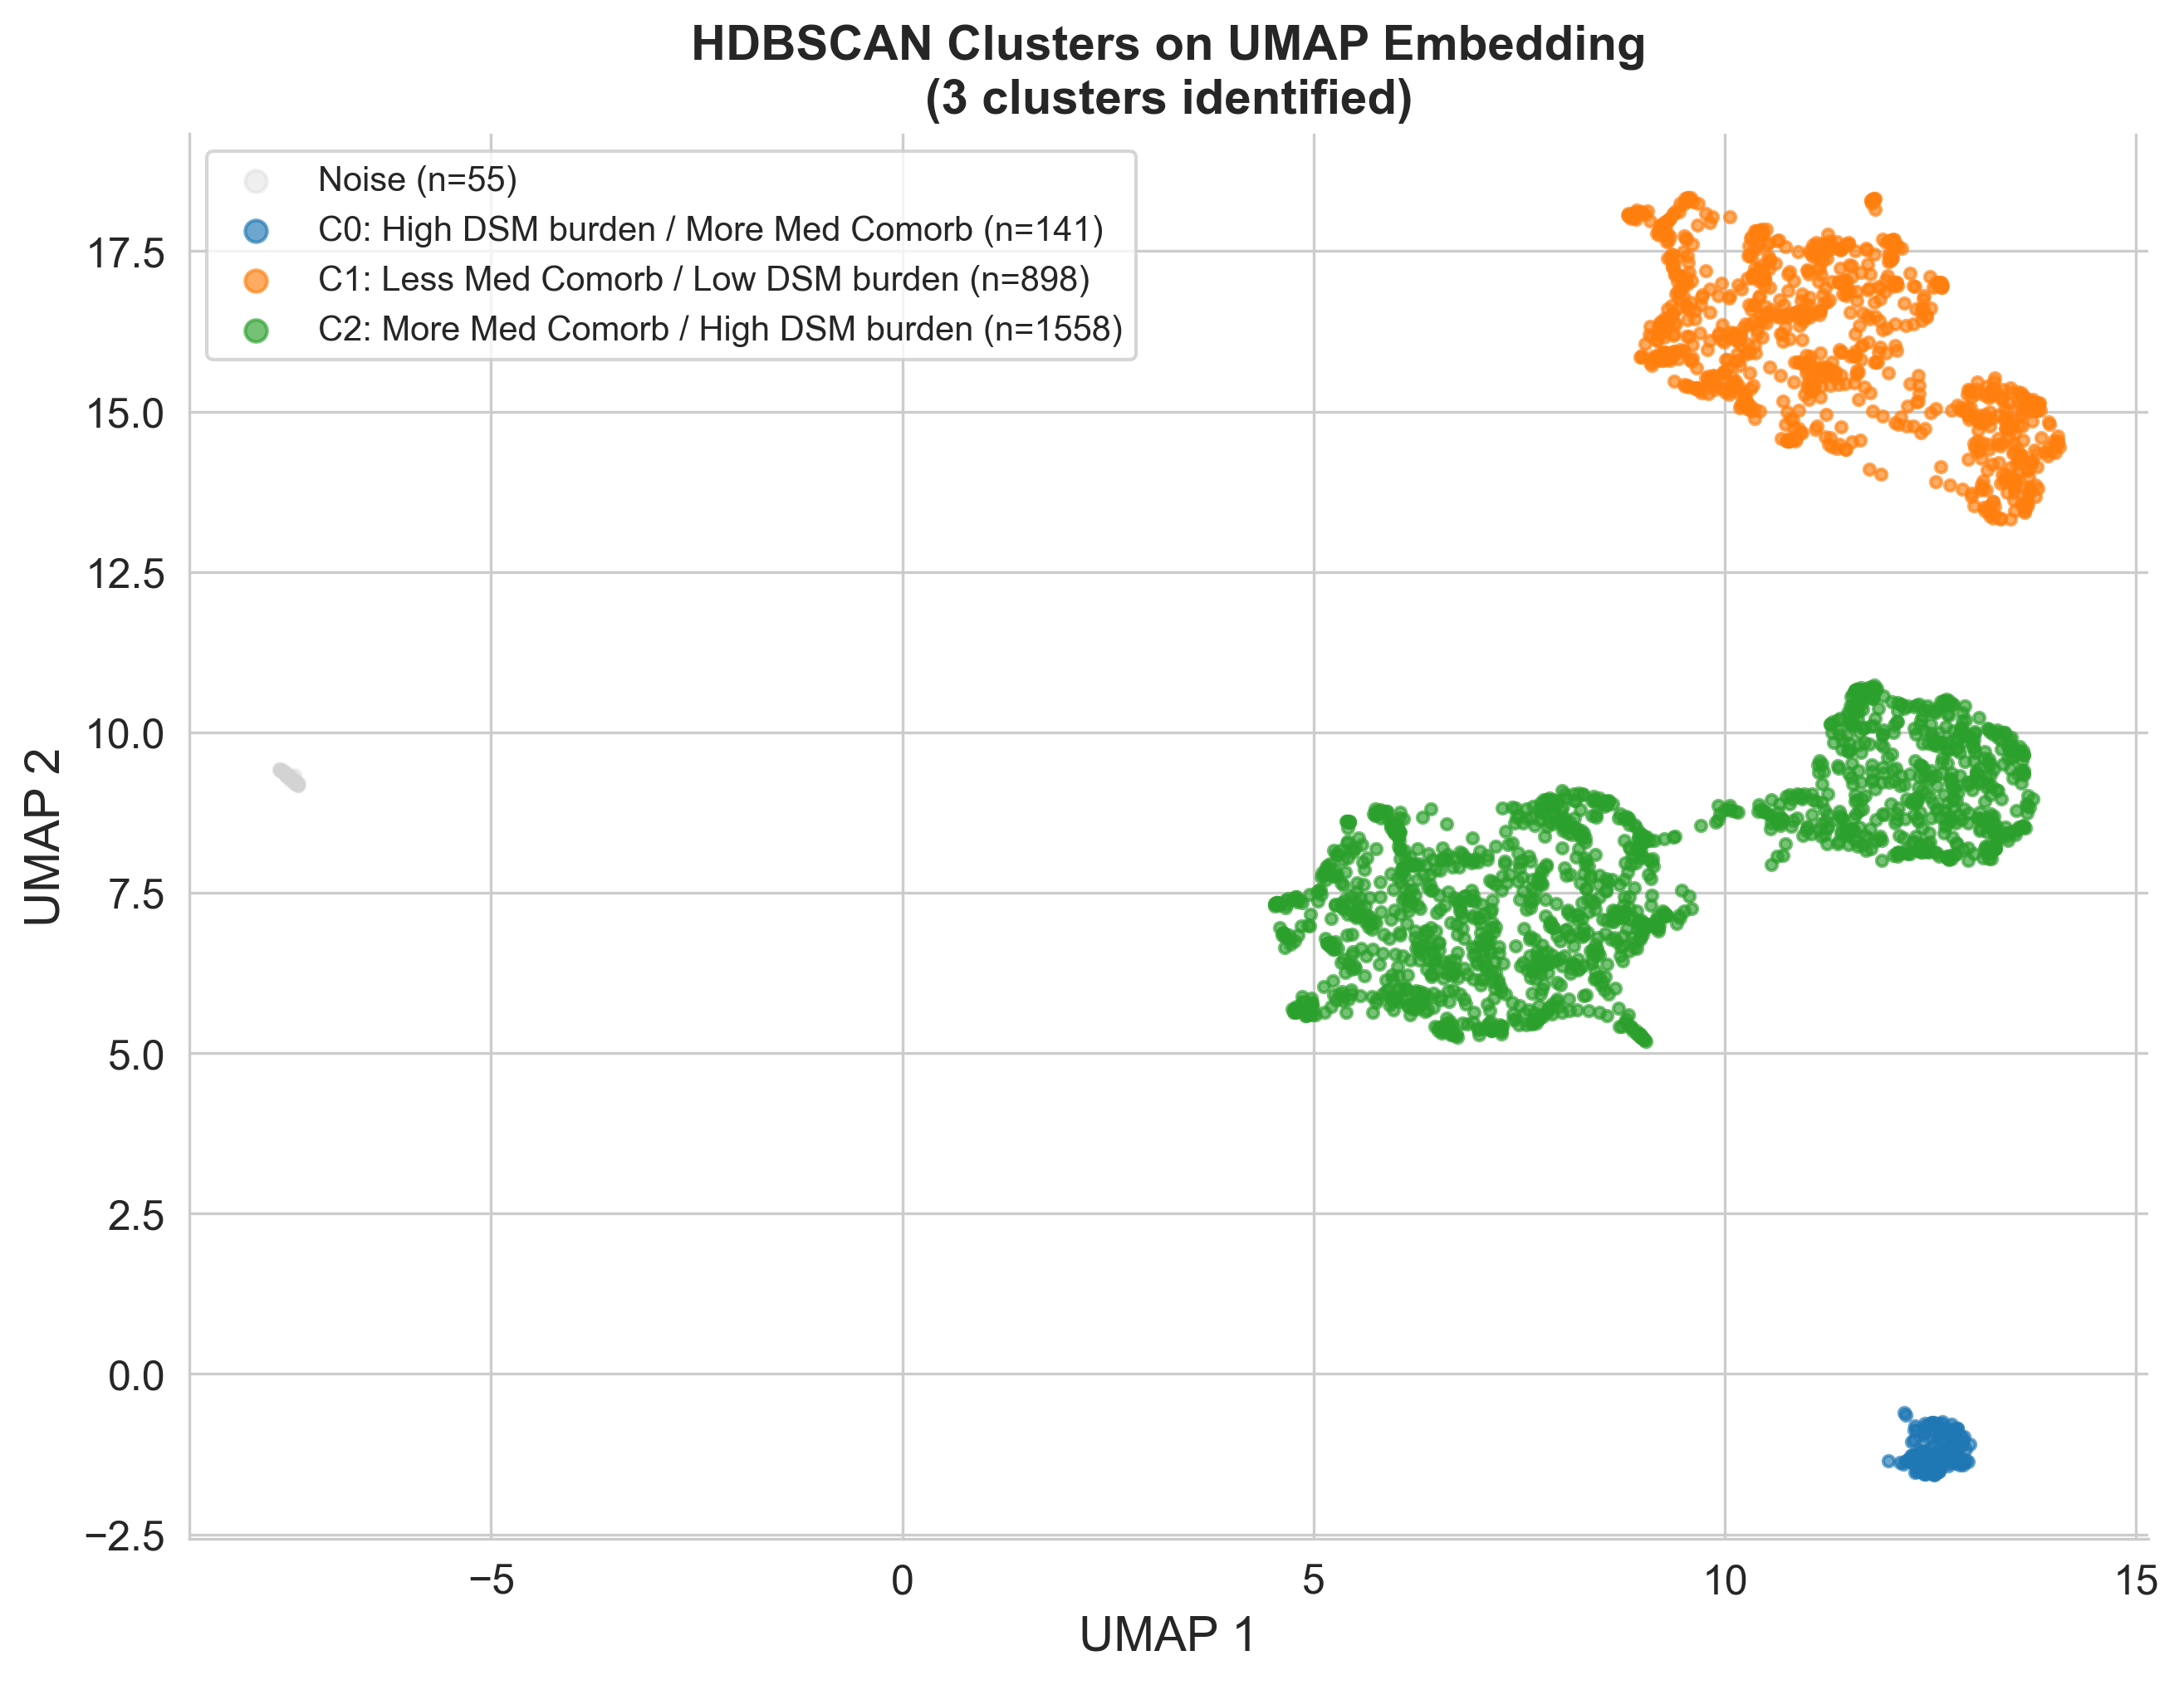 HDBSCAN Clusters on UMAP Embedding
(3 clusters identified)
Noise (n=55)
C0: High DSM burden / More Med Comorb (n=141)
C1: Less Med Comorb / Low DSM burden (n=898)
C2: More Med Comorb / High DSM burden (n=1558)
17.5
15.0
12.5
10.0
7.5
5.0
2.5
0.0
−2.5
UMAP 2
−5
0
5
10
15
UMAP 1